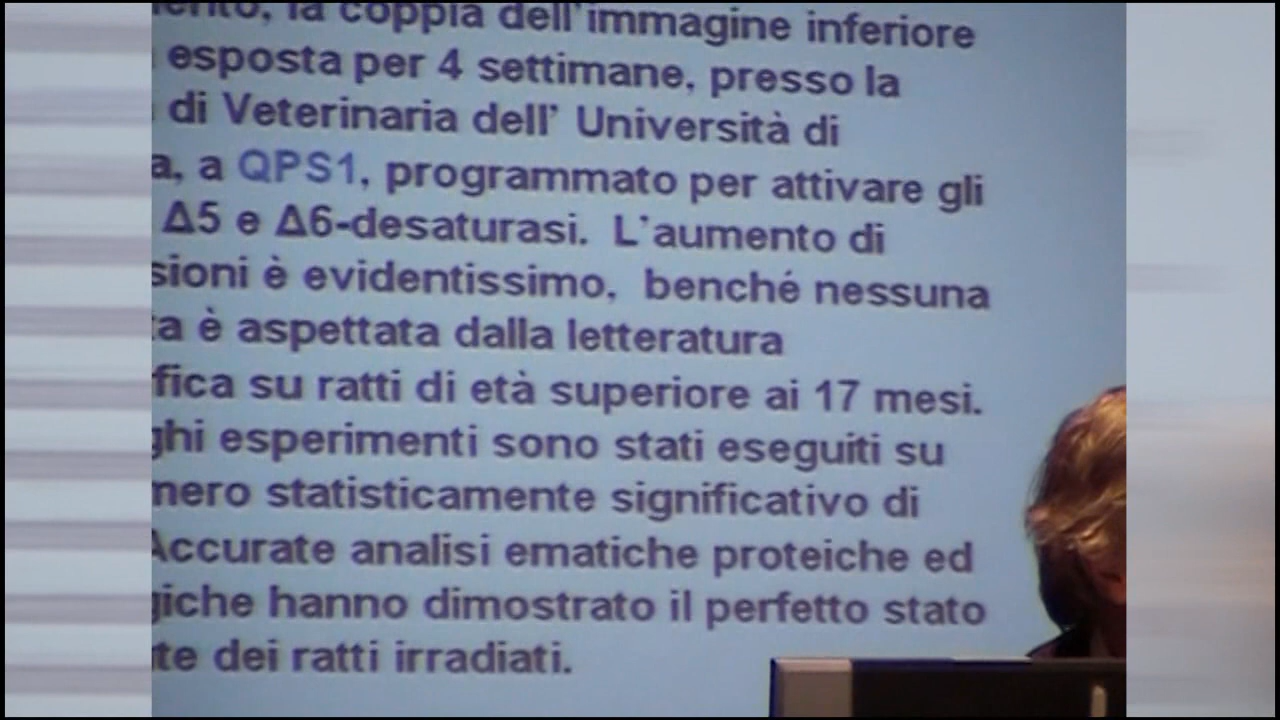 la coppia dell'immagine inferiore
esposta per 4 settimane, presso la
di Veterinaria dell' Università di
a, a QPS1, programmato per attivare gli
Δ5 e Δ6-desaturasi. L'aumento di
sioni è evidentissimo, benché nessuna
ta è aspettata dalla letteratura
fica su ratti di età superiore ai 17 mesi.
ghi esperimenti sono stati eseguiti su
mero statisticamente significativo di
Accurate analisi ematiche proteiche ed
giche hanno dimostrato il perfetto stato
te dei ratti irradiati.